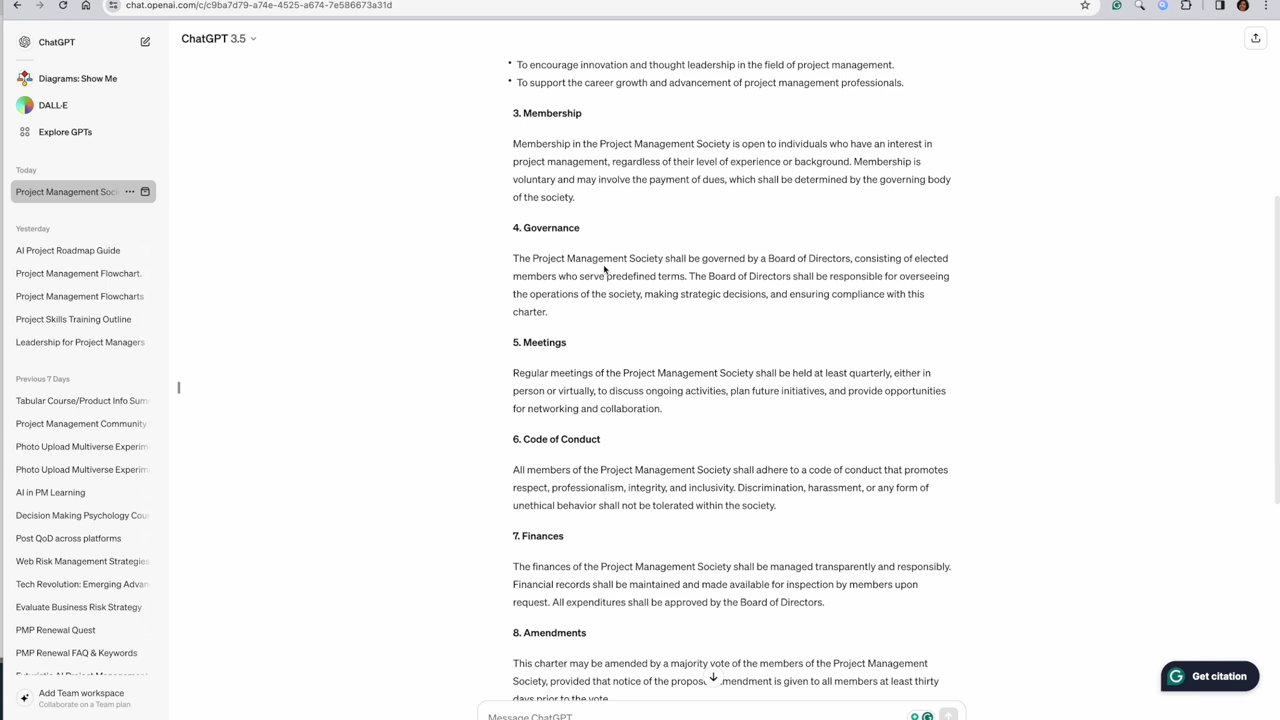 chat.openai.com/c/c9ba7d79-a74e-4525-a674-7e586673a31d
ChatGPT
Diagrams: Show Me
DALL·E
Explore GPTs
Today
Project Management Soci
Yesterday
AI Project Roadmap Guide
Project Management Flowchart.
Project Management Flowcharts
Project Skills Training Outline
Leadership for Project Managers
Previous 7 Days
Tabular Course/Product Info Sum
Project Management Community
Photo Upload Multiverse Experim
Photo Upload Multiverse Experim
AI in PM Learning
Decision Making Psychology Cou
Post QoD across platforms
Web Risk Management Strategies
Tech Revolution: Emerging Advan
Evaluate Business Risk Strategy
PMP Renewal Quest
PMP Renewal FAQ & Keywords
Add Team workspace
Collaborate on a Team plan
ChatGPT 3.5
• To encourage innovation and thought leadership in the field of project management.
• To support the career growth and advancement of project management professionals.
3. Membership
Membership in the Project Management Society is open to individuals who have an interest in
project management, regardless of their level of experience or background. Membership is
voluntary and may involve the payment of dues, which shall be determined by the governing body
of the society.
4. Governance
The Project Management Society shall be governed by a Board of Directors, consisting of elected
members who serve predefined terms. The Board of Directors shall be responsible for overseeing
the operations of the society, making strategic decisions, and ensuring compliance with this
charter.
5. Meetings
Regular meetings of the Project Management Society shall be held at least quarterly, either in
person or virtually, to discuss ongoing activities, plan future initiatives, and provide opportunities
for networking and collaboration.
6. Code of Conduct
All members of the Project Management Society shall adhere to a code of conduct that promotes
respect, professionalism, integrity, and inclusivity. Discrimination, harassment, or any form of
unethical behavior shall not be tolerated within the society.
7. Finances
The finances of the Project Management Society shall be managed transparently and responsibly.
Financial records shall be maintained and made available for inspection by members upon
request. All expenditures shall be approved by the Board of Directors.
8. Amendments
This charter may be amended by a majority vote of the members of the Project Management
Society, provided that notice of the propos mendment is given to all members at least thirty
days prior to the vote.
Message ChatGPT
Get citation